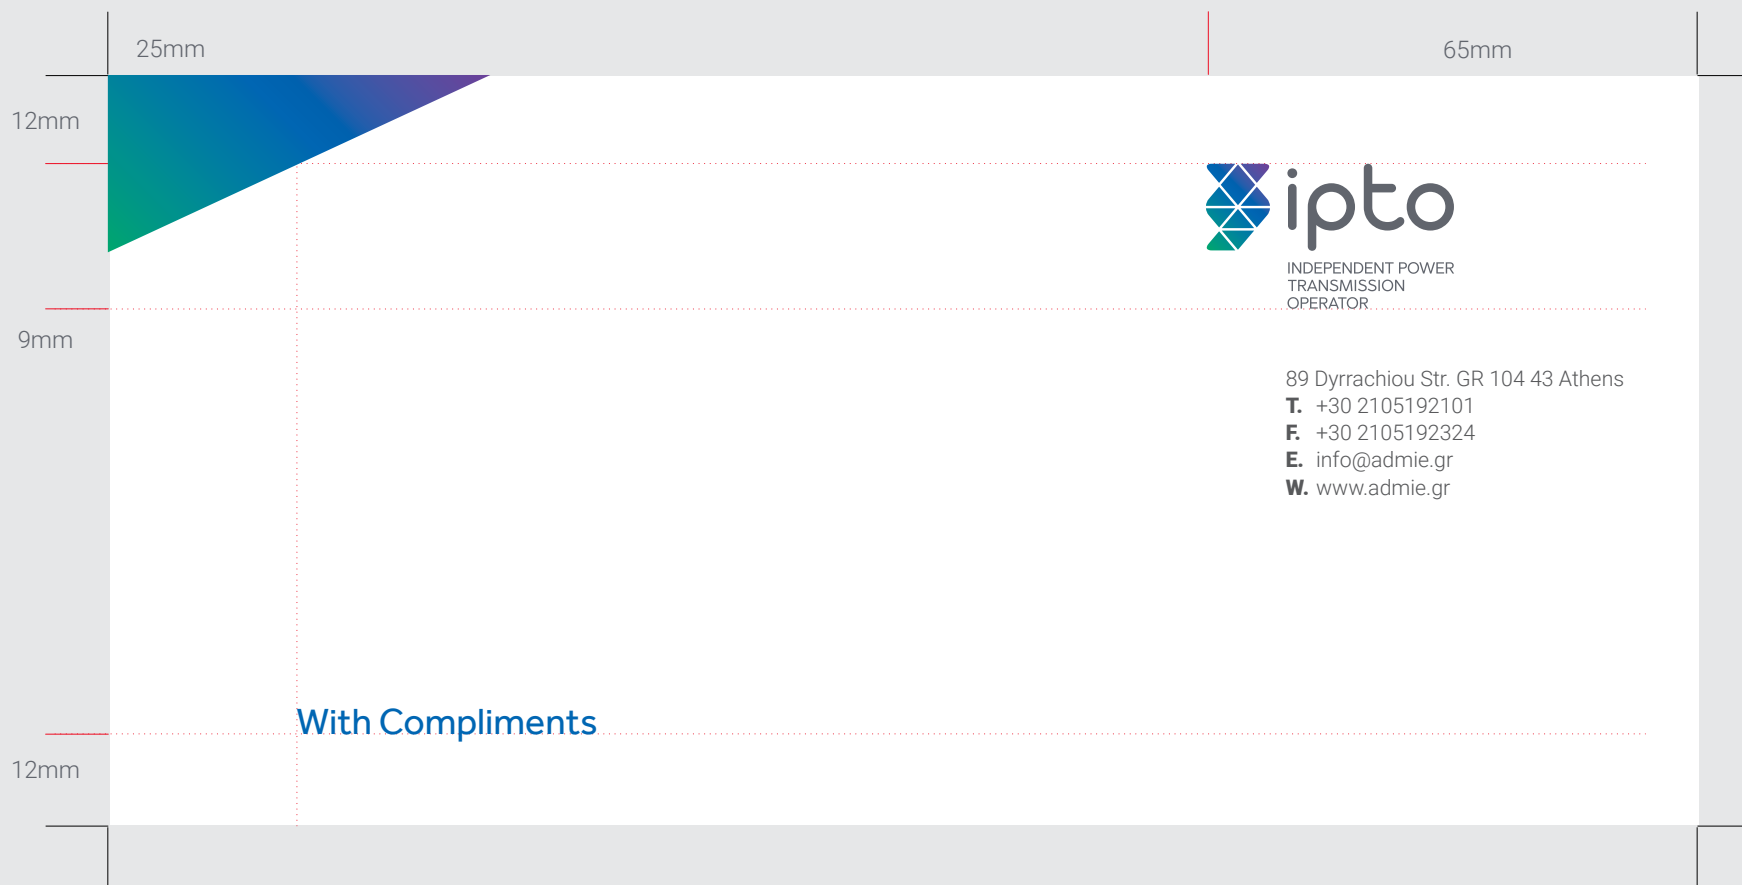 25mm
65mm
12mm
ipto
INDEPENDENT POWER
TRANSMISSION
OPERATOR
9mm
89 Dyrrachiou Str. GR 104 43 Athens
T. +30 2105192101
F. +30 2105192324
E. info@admie.gr
W. www.admie.gr
With Compliments
12mm